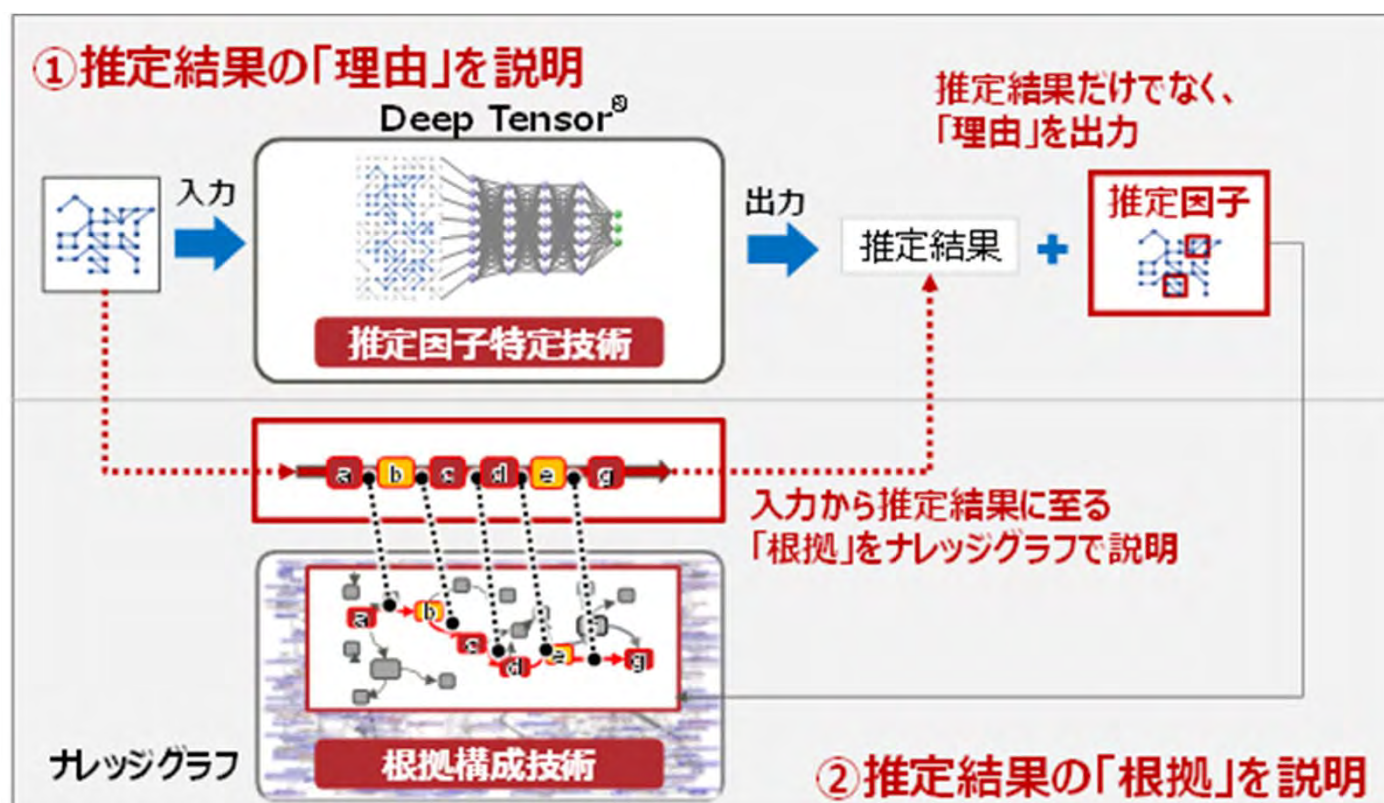 ①推定結果の「理由」を説明
Deep Tensor®
推定結果だけでなく、
「理由」を出力
入力
出力
推定結果
推定因子
推定因子特定技術
a b c d e g
入力から推定結果に至る
「根拠」をナレッジグラフで説明
a b c d e g
ナレッジグラフ
根拠構成技術
②推定結果の「根拠」を説明